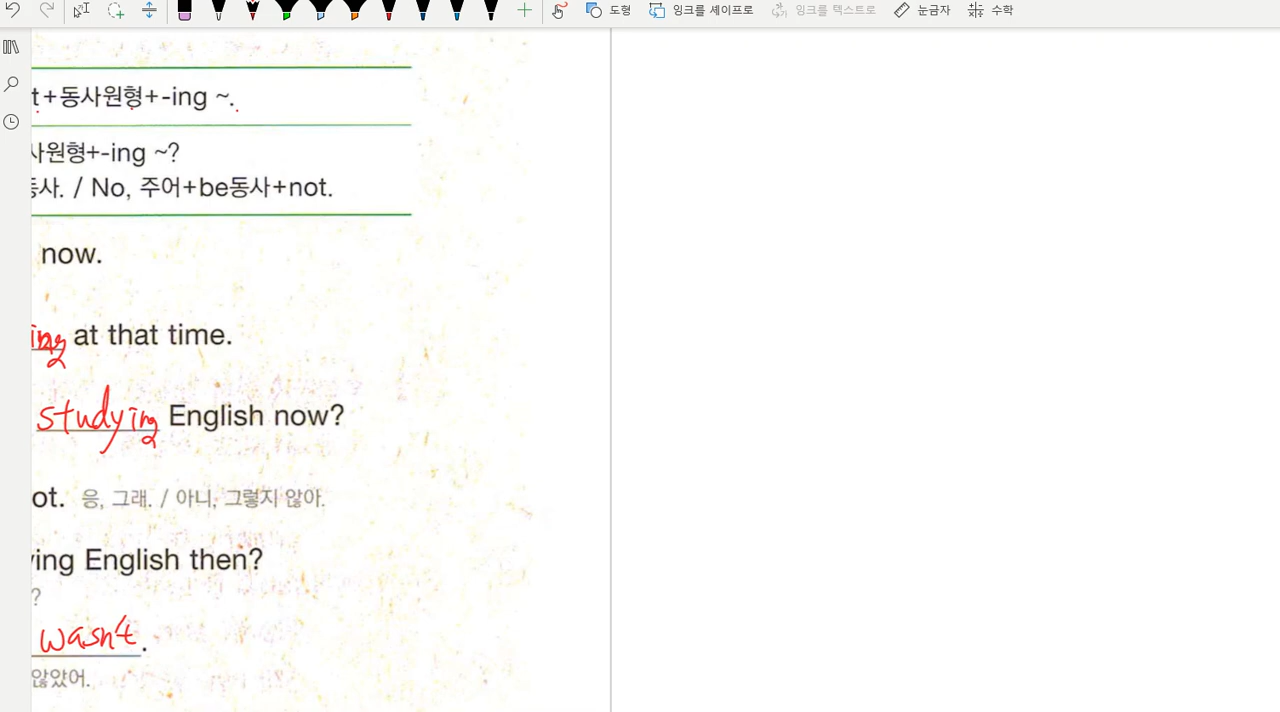 도형 잉크를 셰이프로 잉크를 텍스트로 눈금자 수학
t+동사원형+-ing ~.
사원형+-ing ~?
동사. / No, 주어+be동사+not.
now.
ing at that time.
studying English now?
ot. 응, 그래. / 아니, 그렇지 않아.
ying English then?
?
wasn't.
않았어.